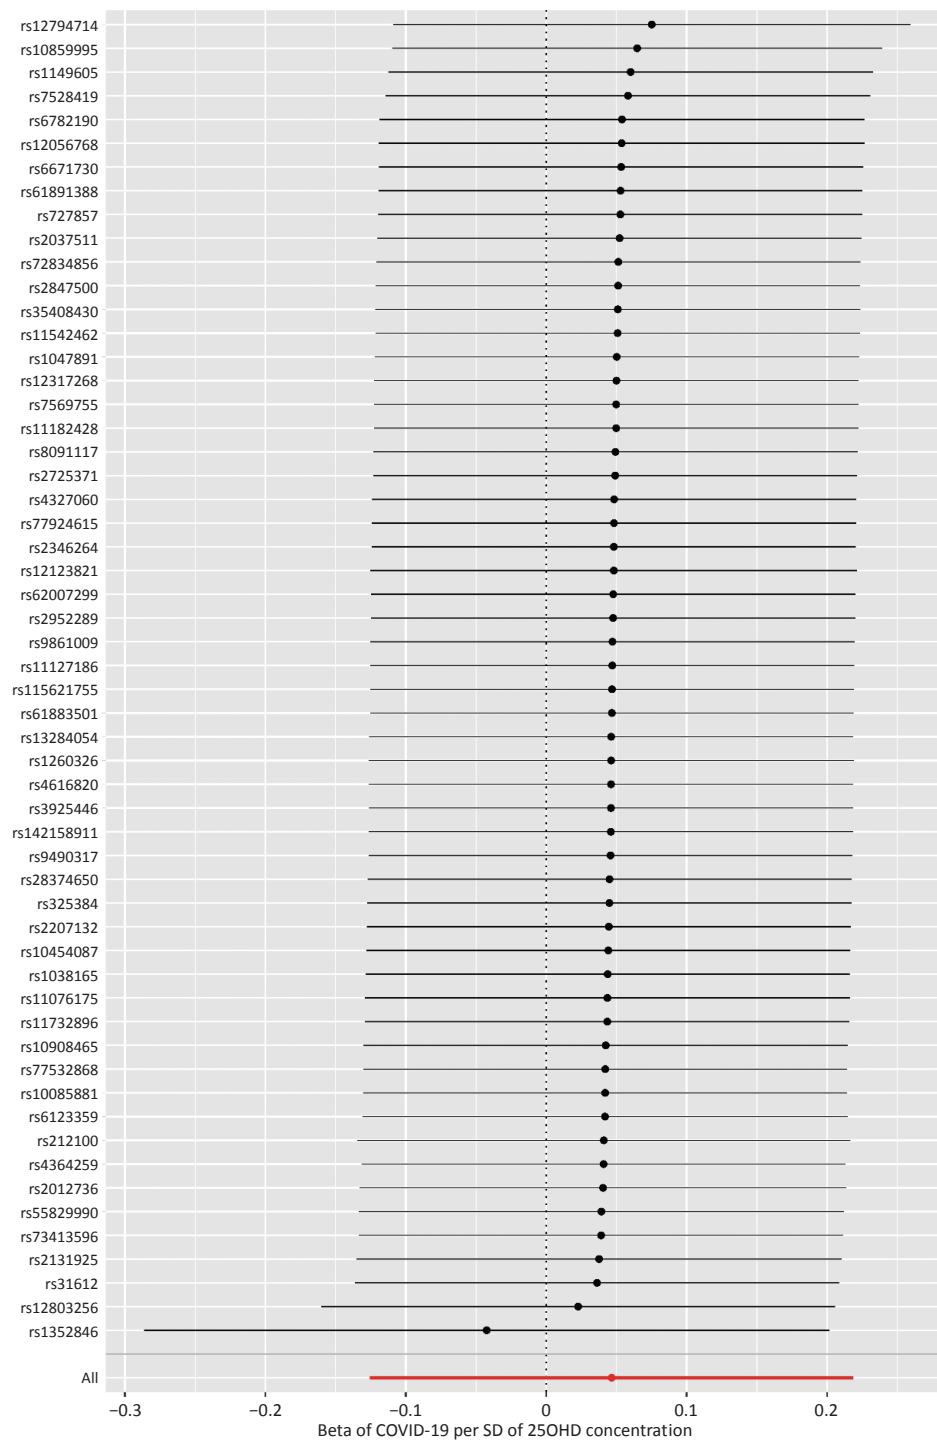 rs12794714
rs10859995
rs1149605
rs7528419
rs6782190
rs12056768
rs6671730
rs61891388
rs727857
rs2037511
rs72834856
rs2847500
rs35408430
rs11542462
rs1047891
rs12317268
rs7569755
rs11182428
rs8091117
rs2725371
rs4327060
rs77924615
rs2346264
rs12123821
rs62007299
rs2952289
rs9861009
rs11127186
rs115621755
rs61883501
rs13284054
rs1260326
rs4616820
rs3925446
rs142158911
rs9490317
rs28374650
rs325384
rs2207132
rs10454087
rs1038165
rs11076175
rs11732896
rs10908465
rs77532868
rs10085881
rs6123359
rs212100
rs4364259
rs2012736
rs55829990
rs73413596
rs2131925
rs31612
rs12803256
rs1352846
All
−0.3 −0.2 −0.1 0 0.1 0.2
Beta of COVID-19 per SD of 25OHD concentration